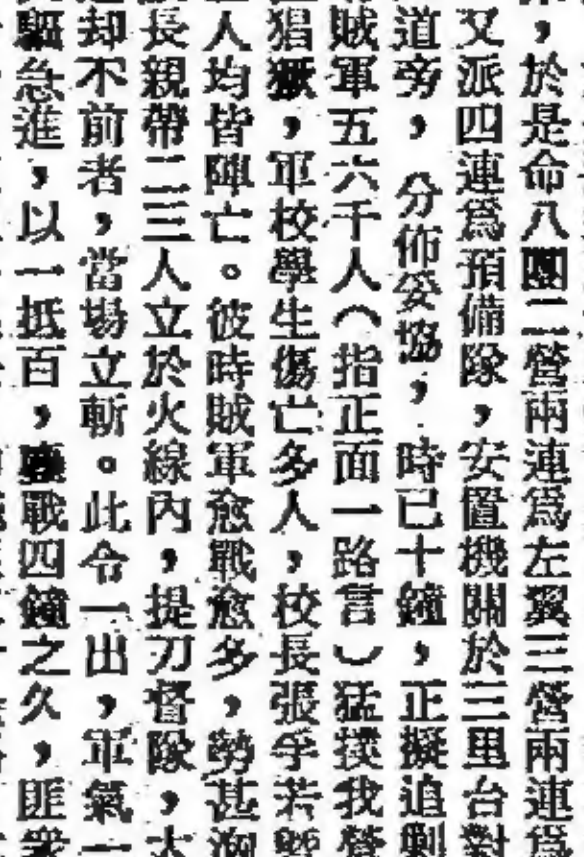 ，於是命八團二營兩連爲左翼三營兩連爲
又派四連爲預備隊，安置機關於三里台對
道旁，分佈妥協，時已十鐘，正擬追剿
賊軍五六千人（指正面一路言）猛撲我營
猖獗，軍校學生傷亡多人，校長張孚若
人均皆陣亡。彼時賊軍愈戰愈多，勢甚洶
長親帶二三人立於火線內，提刀督隊，大
却不前者，當場立斬。此令一出，軍氣一
驅急進，以一抵百，鏖戰四鐘之久，匪衆